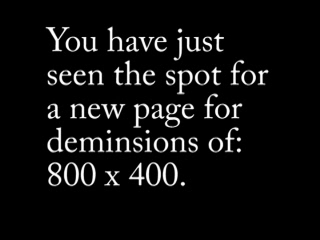 You have just
seen the spot for
a new page for
deminsions of:
800 x 400.